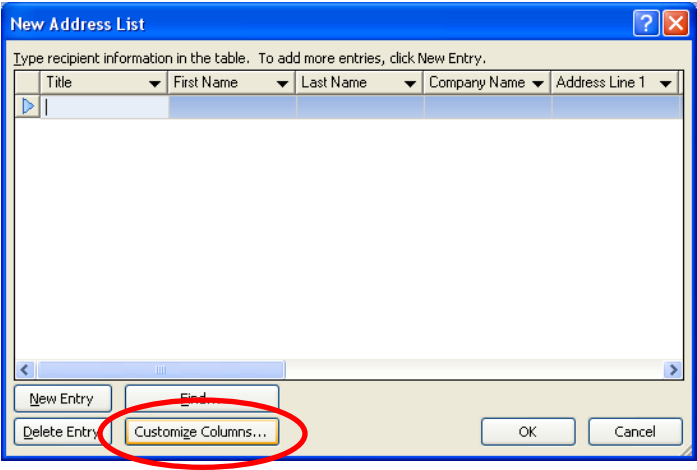 New Address List
Type recipient information in the table. To add more entries, click New Entry.
Title First Name Last Name Company Name Address Line 1
New Entry Find...
Delete Entry Customize Columns... OK Cancel